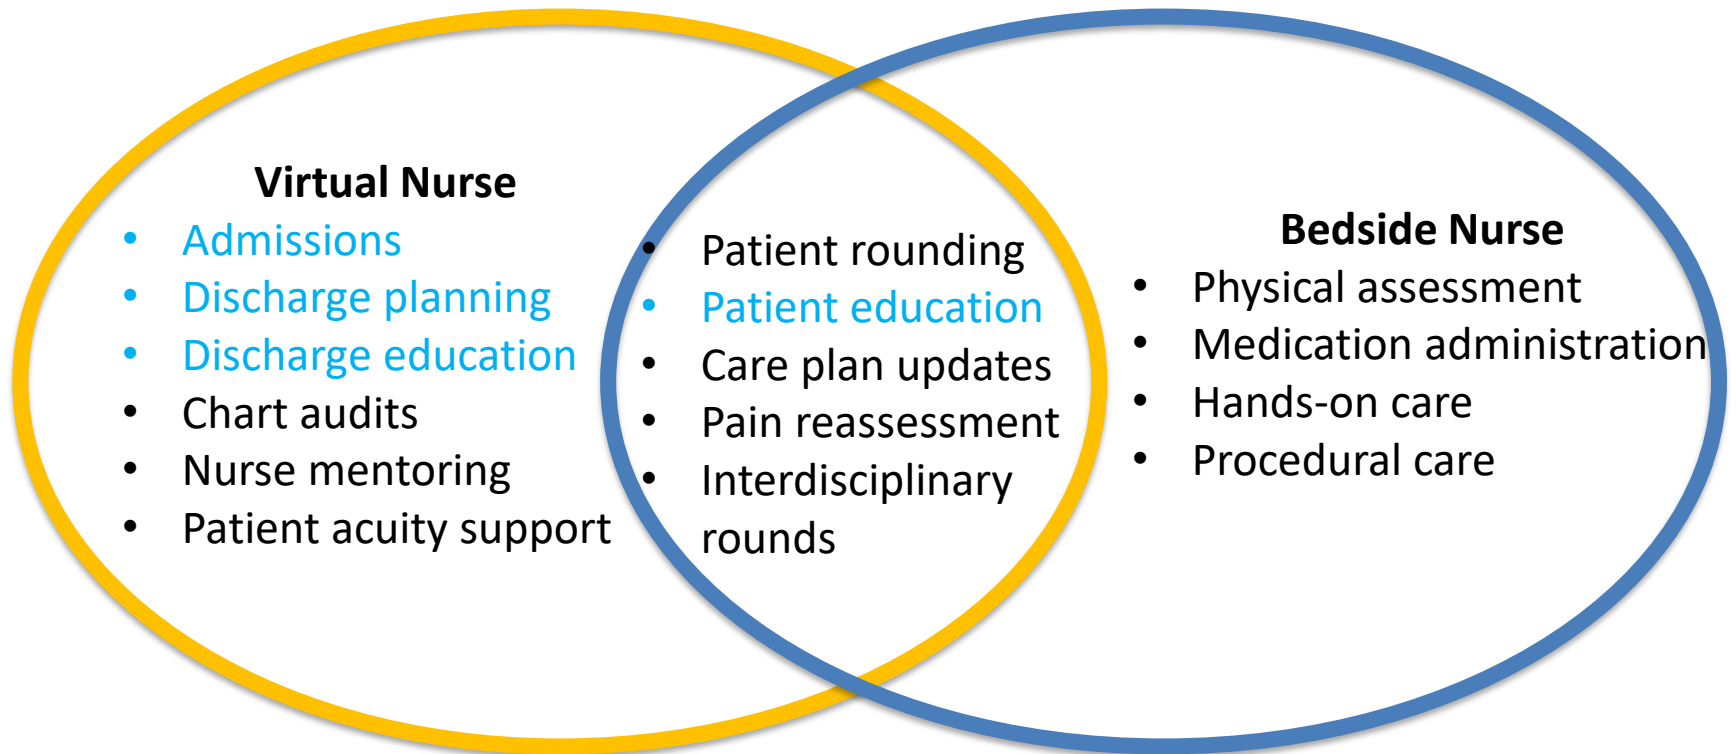 Virtual Nurse
• Admissions
• Discharge planning
• Discharge education
• Chart audits
• Nurse mentoring
• Patient acuity support
• Patient rounding
• Patient education
• Care plan updates
• Pain reassessment
• Interdisciplinary
rounds
Bedside Nurse
• Physical assessment
• Medication administration
• Hands-on care
• Procedural care